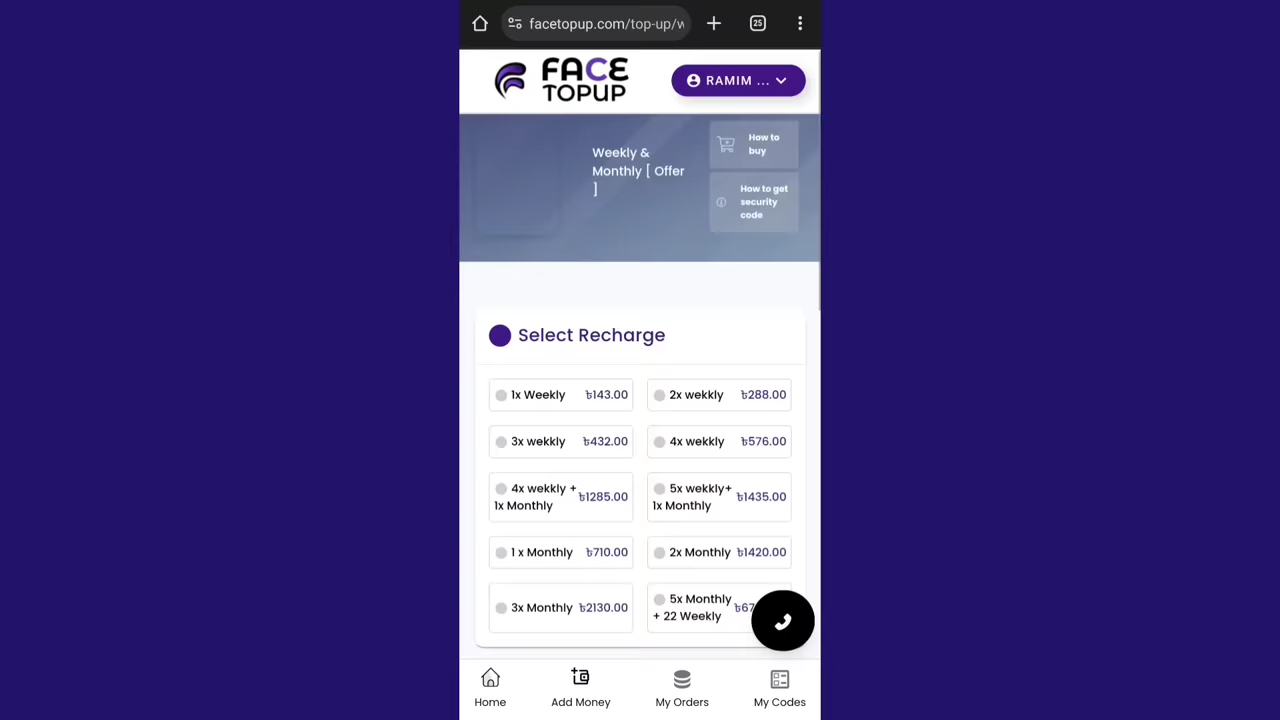 facetopup.com/top-up/w
25
FACE
TOPUP
RAMIM ...
Weekly &
Monthly [ Offer
]
How to
buy
How to get
security
code
Select Recharge
1x Weekly ৳143.00
2x wekkly ৳288.00
3x wekkly ৳432.00
4x wekkly ৳576.00
4x wekkly +
1x Monthly ৳1285.00
5x wekkly+
1x Monthly ৳1435.00
1 x Monthly ৳710.00
2x Monthly ৳1420.00
3x Monthly ৳2130.00
5x Monthly
+ 22 Weekly
Home
Add Money
My Orders
My Codes